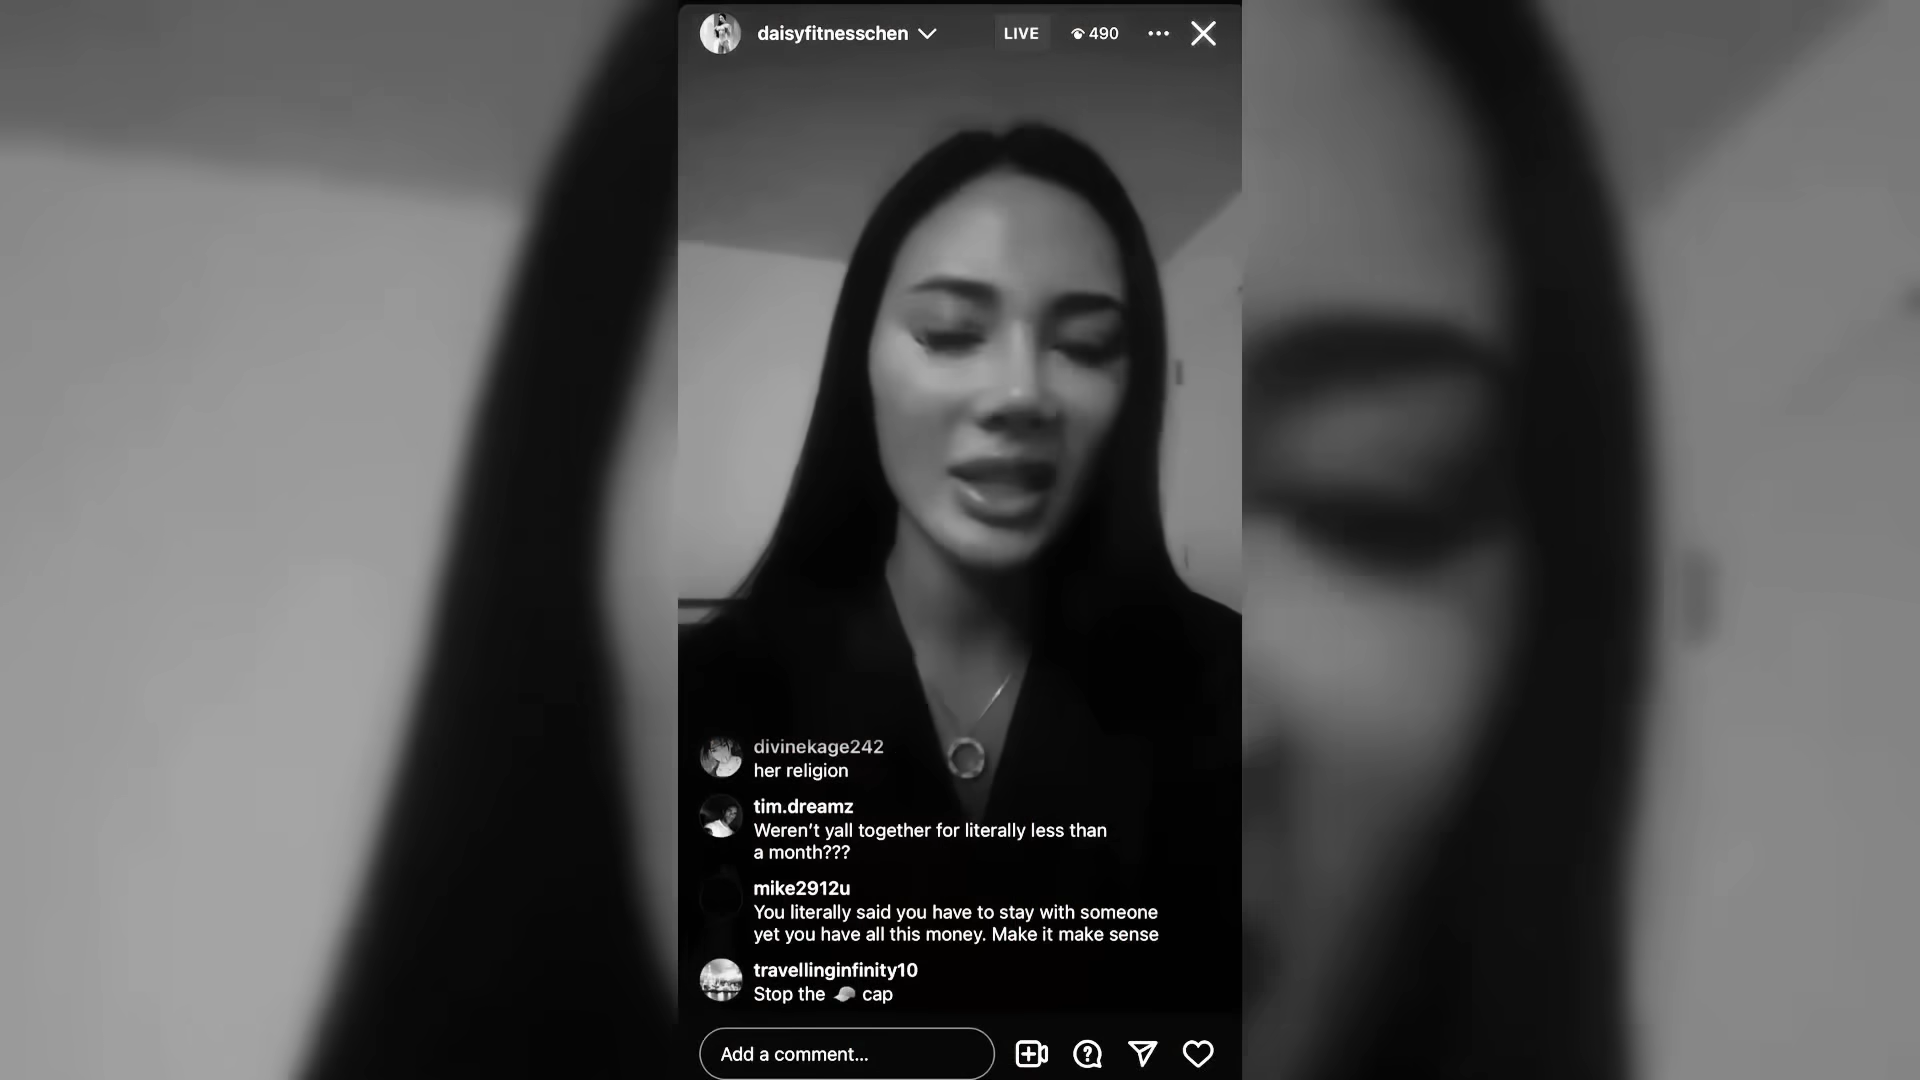 daisyfitnesschen
LIVE
490
divinekage242
her religion
tim.dreamz
Weren’t yall together for literally less than
a month???
mike2912u
You literally said you have to stay with someone
yet you have all this money. Make it make sense
travellinginfinity10
Stop the 🧢 cap
Add a comment...